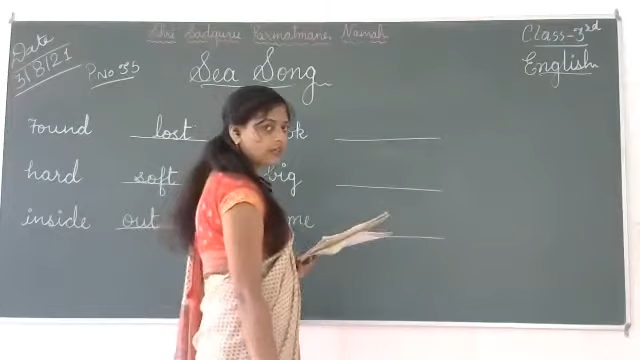 Shri Sadguru Parmatmane Namah
Class-3rd
Date
3/8/21
P No 35
Sea Song
English
Found lost
hard soft big
inside out